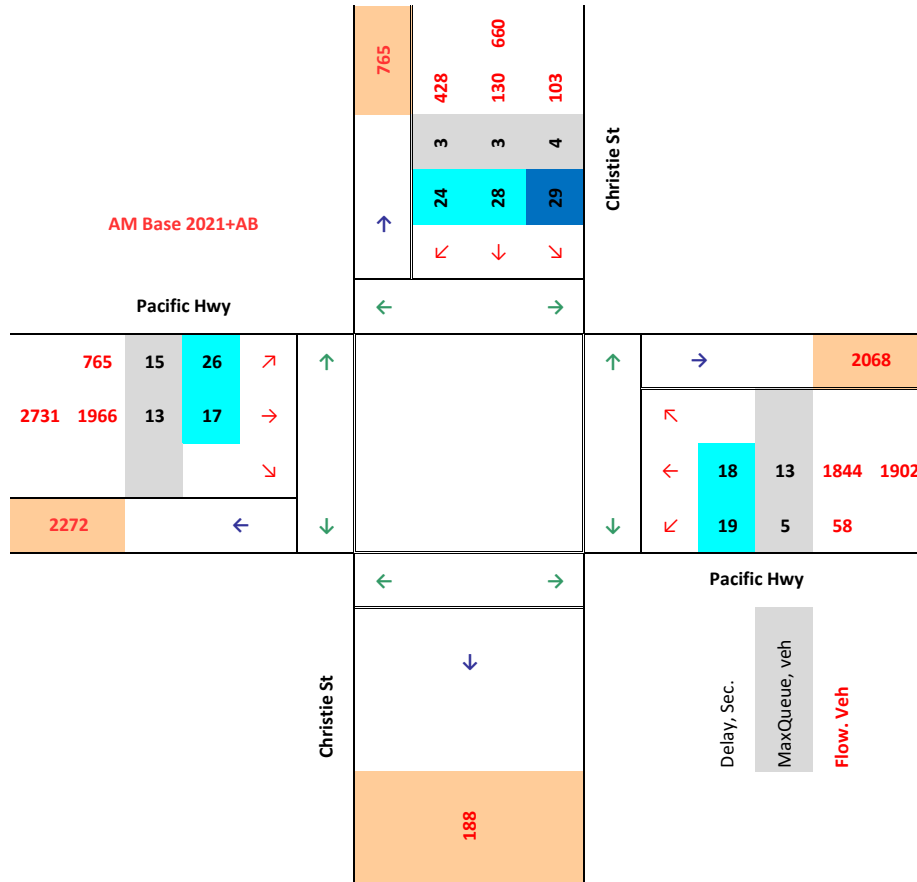 765
660
428 130 103
3 3 4
24 28 29
Christie St
AM Base 2021+AB
↑
↙ ↓ ↘
Pacific Hwy
← →
765 15 26 ↗
2731 1966 13 17 →
↘
2272 ←
↑ ↓
↑ ↓
→ 2068
↖
← 18 13 1844 1902
↙ 19 5 58
Pacific Hwy
← →
↓
Christie St
188
Delay, Sec.
MaxQueue, veh
Flow. Veh